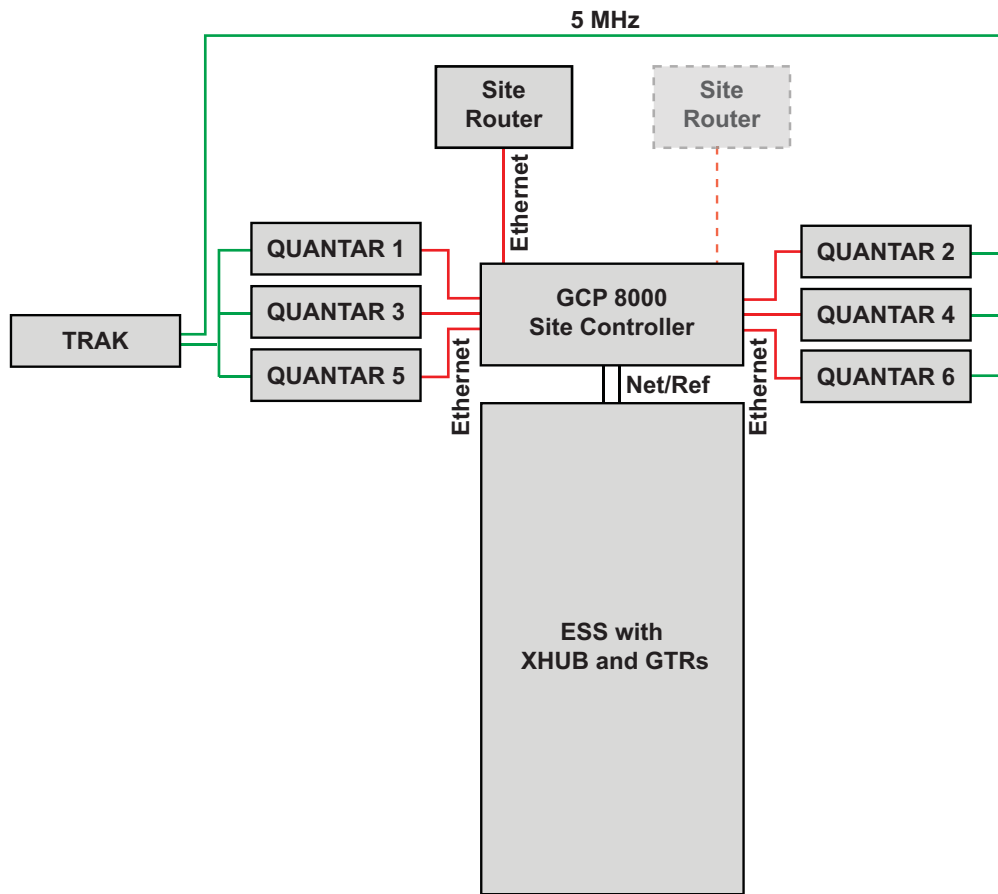 5 MHz
Site
Router
Site
Router
Ethernet
QUANTAR 1
QUANTAR 2
GCP 8000
Site Controller
QUANTAR 3
QUANTAR 4
TRAK
QUANTAR 5
QUANTAR 6
Ethernet
Net/Ref
Ethernet
ESS with
XHUB and GTRs